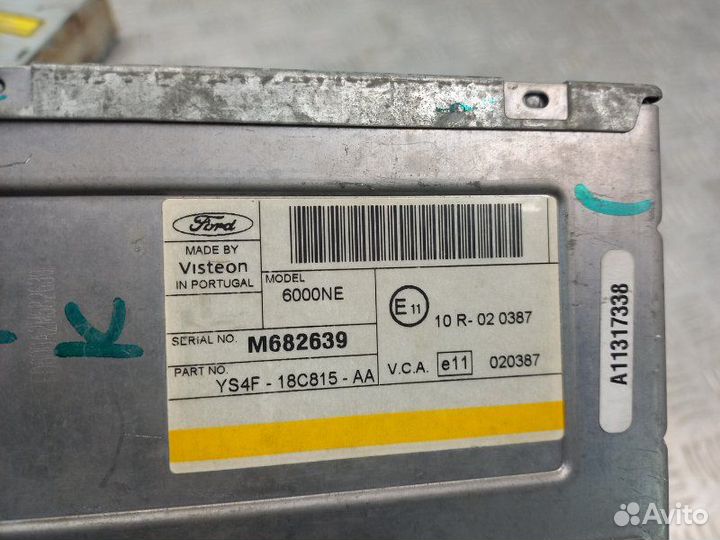 Ford
MADE BY
Visteon
IN PORTUGAL
MODEL
6000NE
SERIAL NO. M682639
PART NO.
YS4F - 18C815 - AA
E 11
10 R- 02 0387
V.C.A. e11 020387
A11317338
K
Avito